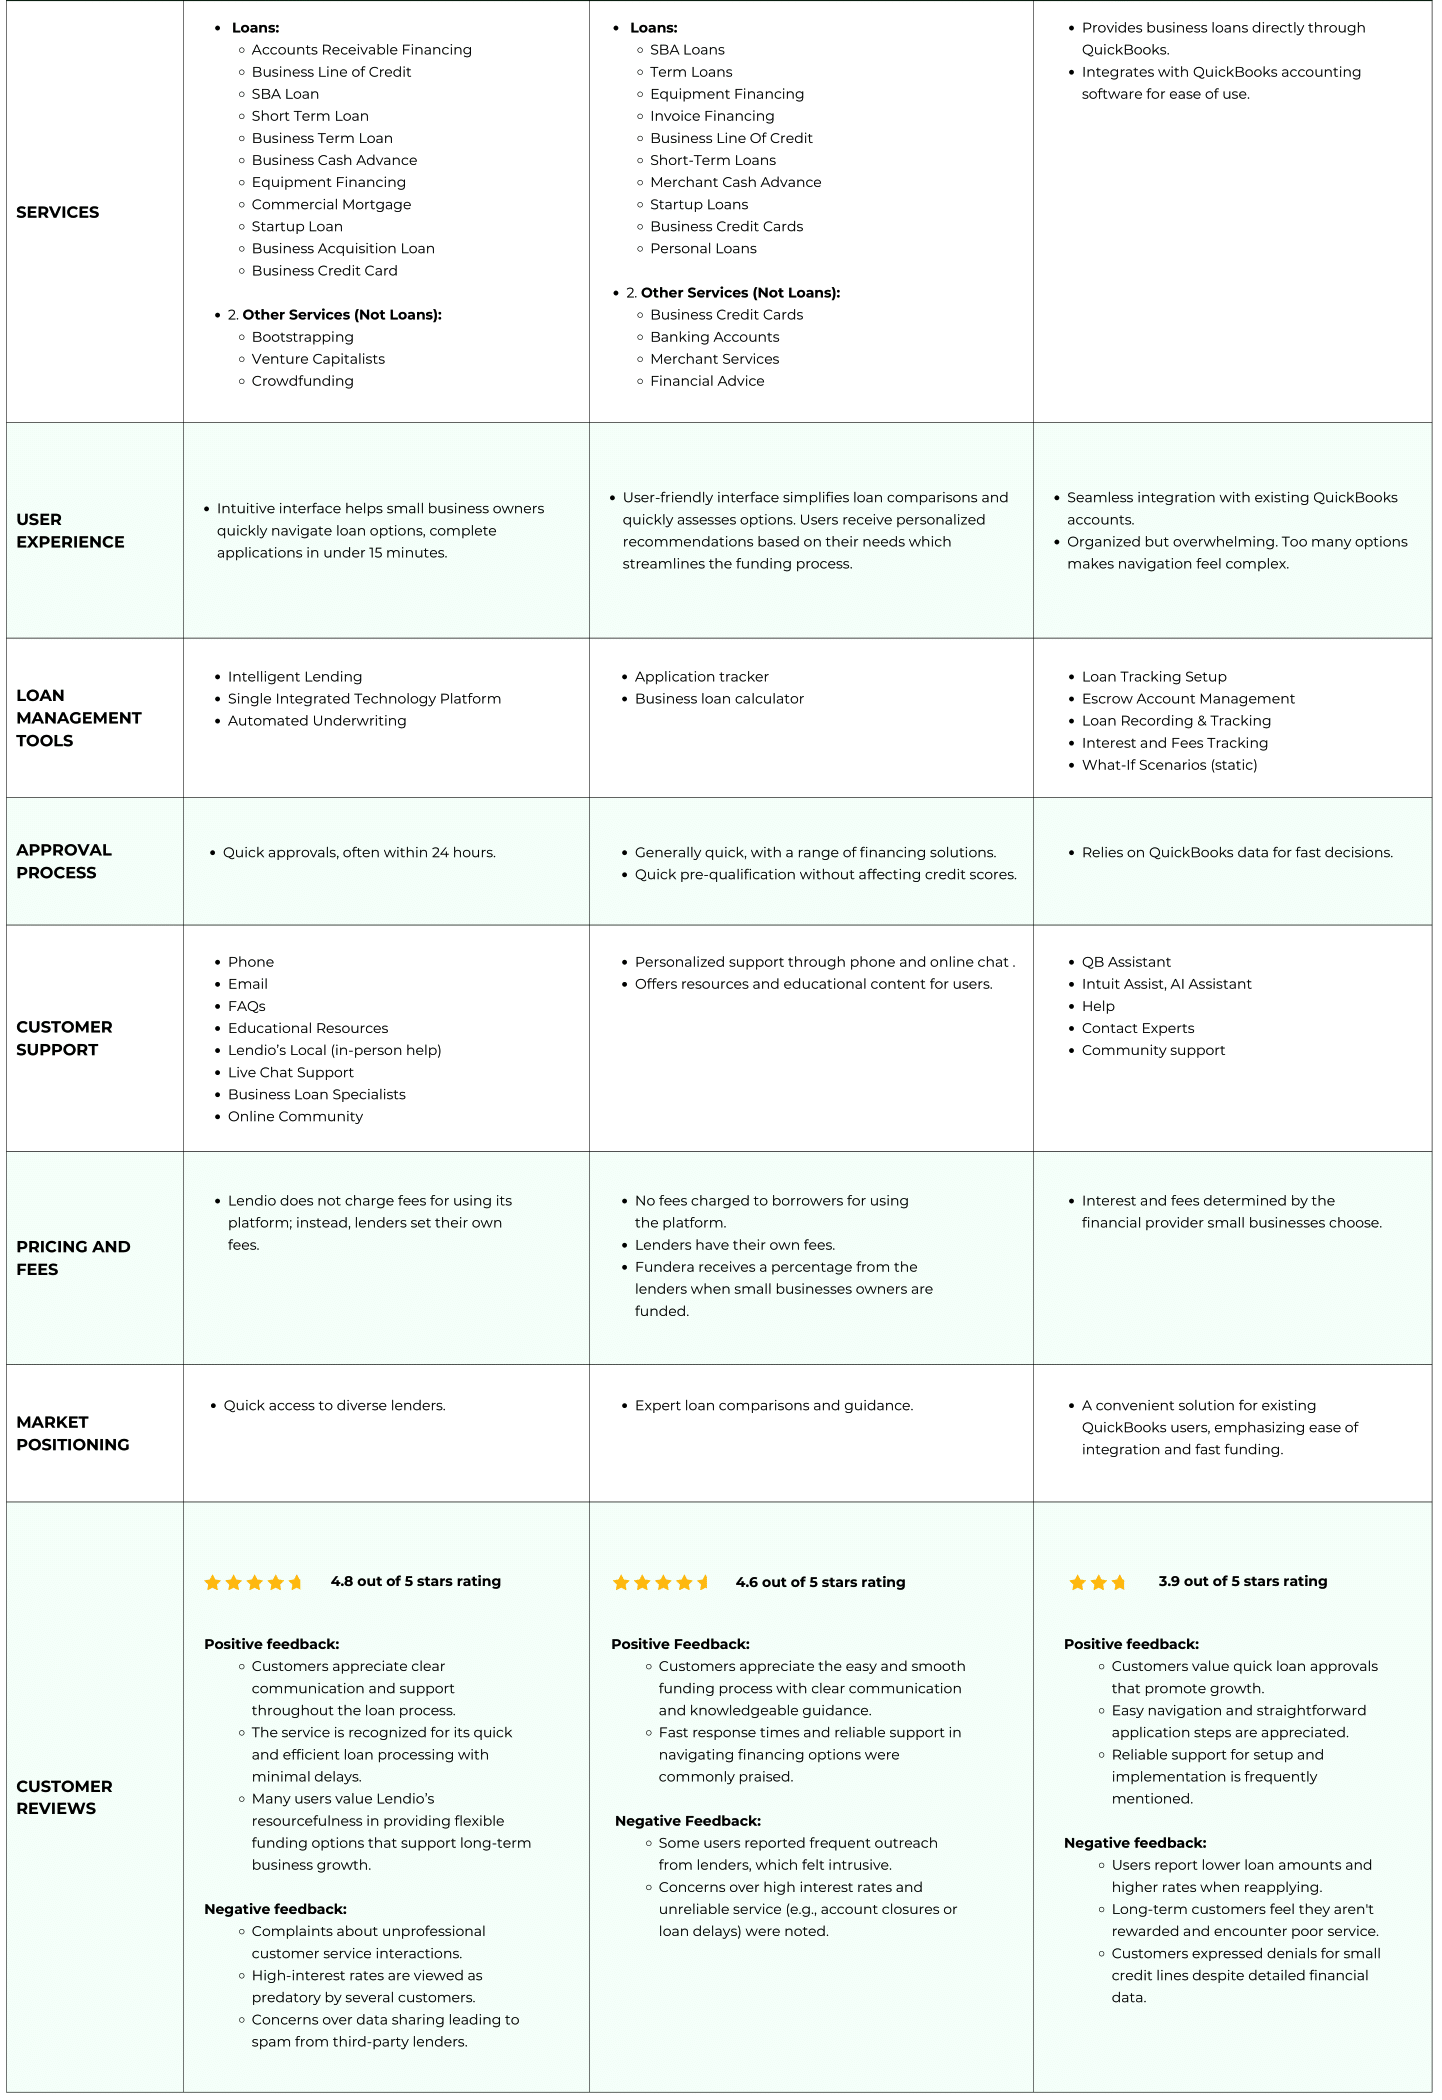 SERVICES
Loans:
Accounts Receivable Financing
Business Line of Credit
SBA Loan
Short Term Loan
Business Term Loan
Business Cash Advance
Equipment Financing
Commercial Mortgage
Startup Loan
Business Acquisition Loan
Business Credit Card
2. Other Services (Not Loans):
Bootstrapping
Venture Capitalists
Crowdfunding
Loans:
SBA Loans
Term Loans
Equipment Financing
Invoice Financing
Business Line Of Credit
Short-Term Loans
Merchant Cash Advance
Startup Loans
Business Credit Cards
Personal Loans
2. Other Services (Not Loans):
Business Credit Cards
Banking Accounts
Merchant Services
Financial Advice
Provides business loans directly through
QuickBooks.
Integrates with QuickBooks accounting
software for ease of use.
USER
EXPERIENCE
Intuitive interface helps small business owners
quickly navigate loan options, complete
applications in under 15 minutes.
User-friendly interface simplifies loan comparisons and
quickly assesses options. Users receive personalized
recommendations based on their needs which
streamlines the funding process.
Seamless integration with existing QuickBooks
accounts.
Organized but overwhelming. Too many options
makes navigation feel complex.
LOAN
MANAGEMENT
TOOLS
Intelligent Lending
Single Integrated Technology Platform
Automated Underwriting
Application tracker
Business loan calculator
Loan Tracking Setup
Escrow Account Management
Loan Recording & Tracking
Interest and Fees Tracking
What-If Scenarios (static)
APPROVAL
PROCESS
Quick approvals, often within 24 hours.
Generally quick, with a range of financing solutions.
Quick pre-qualification without affecting credit scores.
Relies on QuickBooks data for fast decisions.
CUSTOMER
SUPPORT
Phone
Email
FAQs
Educational Resources
Lendio's Local (in-person help)
Live Chat Support
Business Loan Specialists
Online Community
Personalized support through phone and online chat .
Offers resources and educational content for users.
QB Assistant
Intuit Assist, AI Assistant
Help
Contact Experts
Community support
PRICING AND
FEES
Lendio does not charge fees for using its
platform; instead, lenders set their own
fees.
No fees charged to borrowers for using
the platform.
Lenders have their own fees.
Fundera receives a percentage from the
lenders when small businesses owners are
funded.
Interest and fees determined by the
financial provider small businesses choose.
MARKET
POSITIONING
Quick access to diverse lenders.
Expert loan comparisons and guidance.
A convenient solution for existing
QuickBooks users, emphasizing ease of
integration and fast funding.
CUSTOMER
REVIEWS
4.8 out of 5 stars rating
Positive feedback:
Customers appreciate clear
communication and support
throughout the loan process.
The service is recognized for its quick
and efficient loan processing with
minimal delays.
Many users value Lendio's
resourcefulness in providing flexible
funding options that support long-term
business growth.
Negative feedback:
Complaints about unprofessional
customer service interactions.
High-interest rates are viewed as
predatory by several customers.
Concerns over data sharing leading to
spam from third-party lenders.
4.6 out of 5 stars rating
Positive Feedback:
Customers appreciate the easy and smooth
funding process with clear communication
and knowledgeable guidance.
Fast response times and reliable support in
navigating financing options were
commonly praised.
Negative Feedback:
Some users reported frequent outreach
from lenders, which felt intrusive.
Concerns over high interest rates and
unreliable service (e.g., account closures or
loan delays) were noted.
3.9 out of 5 stars rating
Positive feedback:
Customers value quick loan approvals
that promote growth.
Easy navigation and straightforward
application steps are appreciated.
Reliable support for setup and
implementation is frequently
mentioned.
Negative feedback:
Users report lower loan amounts and
higher rates when reapplying.
Long-term customers feel they aren't
rewarded and encounter poor service.
Customers expressed denials for small
credit lines despite detailed financial
data.